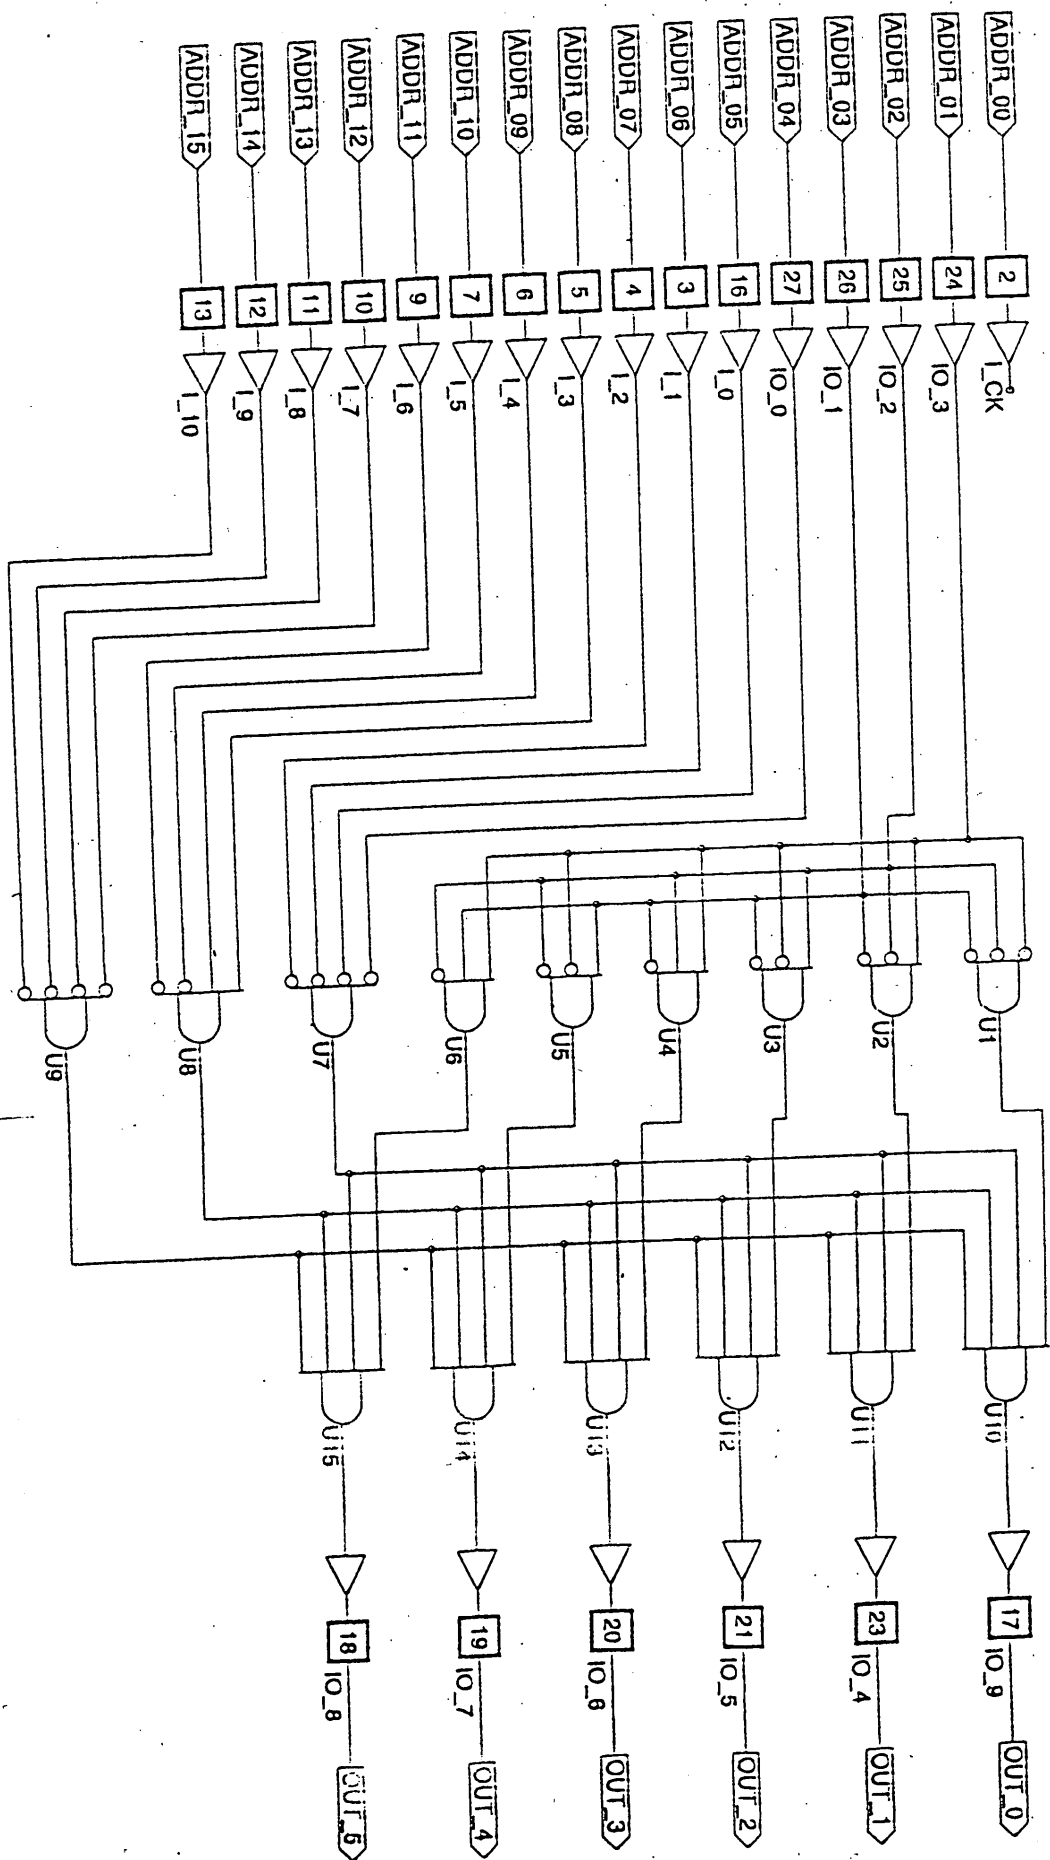 ADDR_00
2
I_CK
ADDR_01
24
IO_3
ADDR_02
25
IO_2
ADDR_03
26
IO_1
ADDR_04
27
IO_0
ADDR_05
16
I_0
ADDR_06
3
I_1
ADDR_07
4
I_2
ADDR_08
5
I_3
ADDR_09
6
I_4
ADDR_10
7
I_5
ADDR_11
9
I_6
ADDR_12
10
I_7
ADDR_13
11
I_8
ADDR_14
12
I_9
ADDR_15
13
I_10
U1
U2
U3
U4
U5
U6
U7
U8
U9
U10
17
IO_9
OUT_0
U11
23
IO_4
OUT_1
U12
21
IO_5
OUT_2
U13
20
IO_6
OUT_3
U14
19
IO_7
OUT_4
U15
18
IO_8
OUT_5